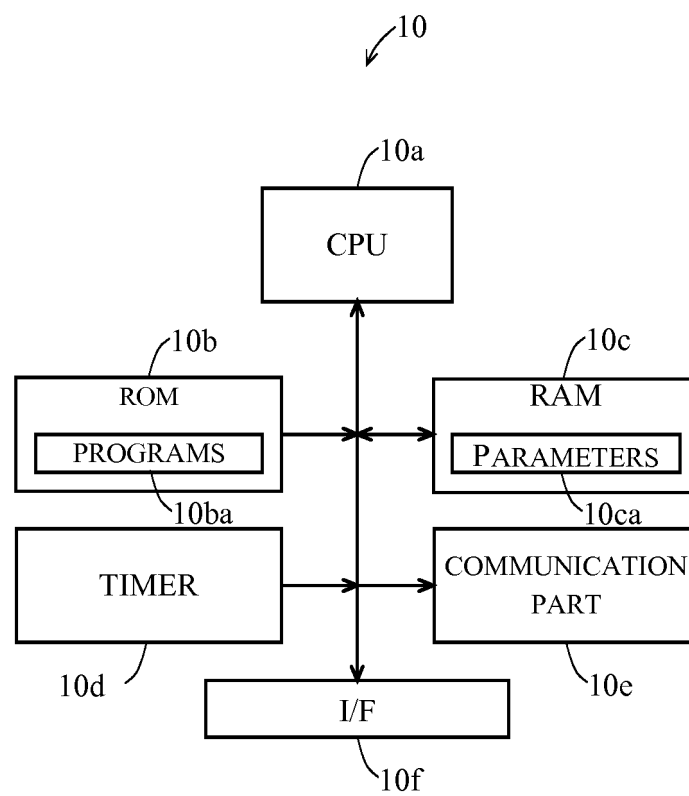 10
10a
CPU
10b
ROM
PROGRAMS
10ba
10c
RAM
PARAMETERS
10ca
TIMER
10d
COMMUNICATION
PART
10e
I/F
10f